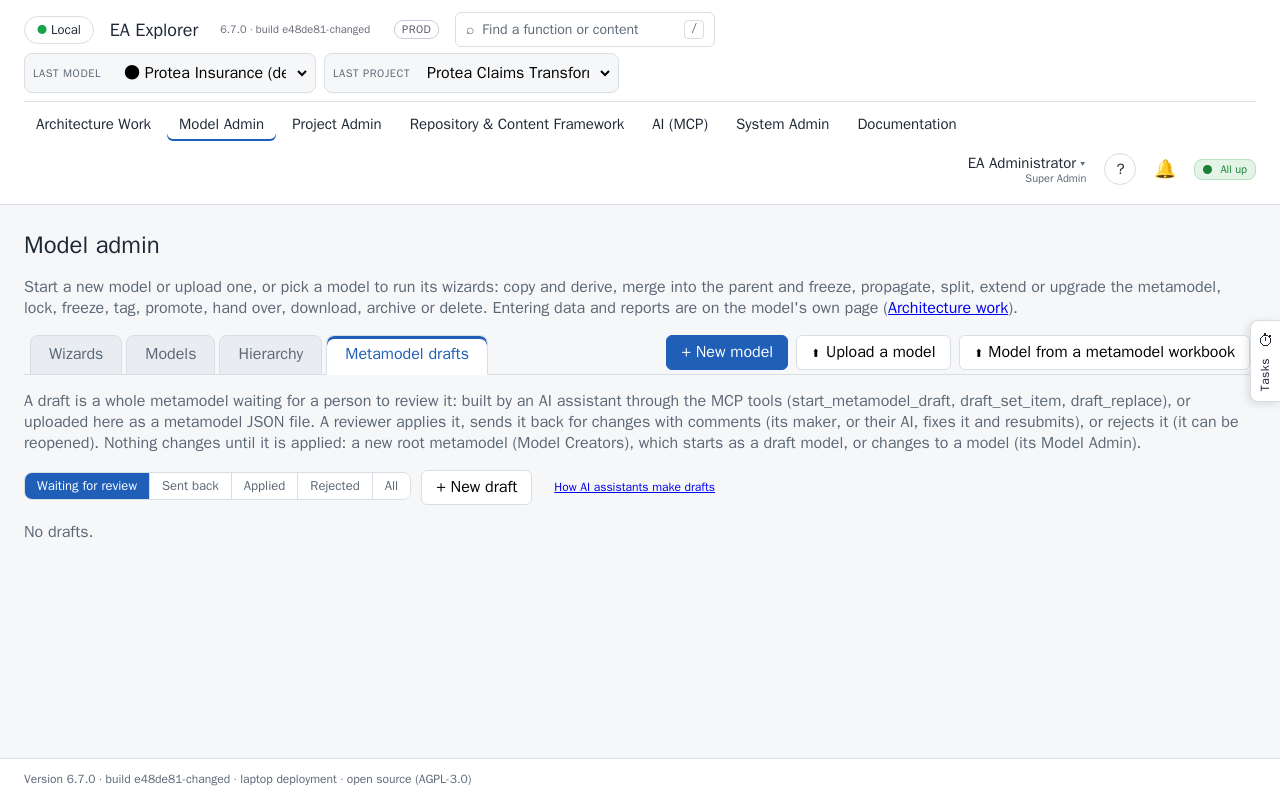 Local
EA Explorer
6.7.0 · build e48de81-changed
PROD
Find a function or content
/
LAST MODEL
Protea Insurance (de
LAST PROJECT
Protea Claims Transfor
Architecture Work
Model Admin
Project Admin
Repository & Content Framework
AI (MCP)
System Admin
Documentation
EA Administrator
Super Admin
?
All up
Model admin
Start a new model or upload one, or pick a model to run its wizards: copy and derive, merge into the parent and freeze, propagate, split, extend or upgrade the metamodel,
lock, freeze, tag, promote, hand over, download, archive or delete. Entering data and reports are on the model's own page (Architecture work).
Wizards
Models
Hierarchy
Metamodel drafts
+ New model
Upload a model
Model from a metamodel workbook
Tasks
A draft is a whole metamodel waiting for a person to review it: built by an AI assistant through the MCP tools (start_metamodel_draft, draft_set_item, draft_replace), or
uploaded here as a metamodel JSON file. A reviewer applies it, sends it back for changes with comments (its maker, or their AI, fixes it and resubmits), or rejects it (it can be
reopened). Nothing changes until it is applied: a new root metamodel (Model Creators), which starts as a draft model, or changes to a model (its Model Admin).
Waiting for review
Sent back
Applied
Rejected
All
+ New draft
How AI assistants make drafts
No drafts.
Version 6.7.0 · build e48de81-changed · laptop deployment · open source (AGPL-3.0)